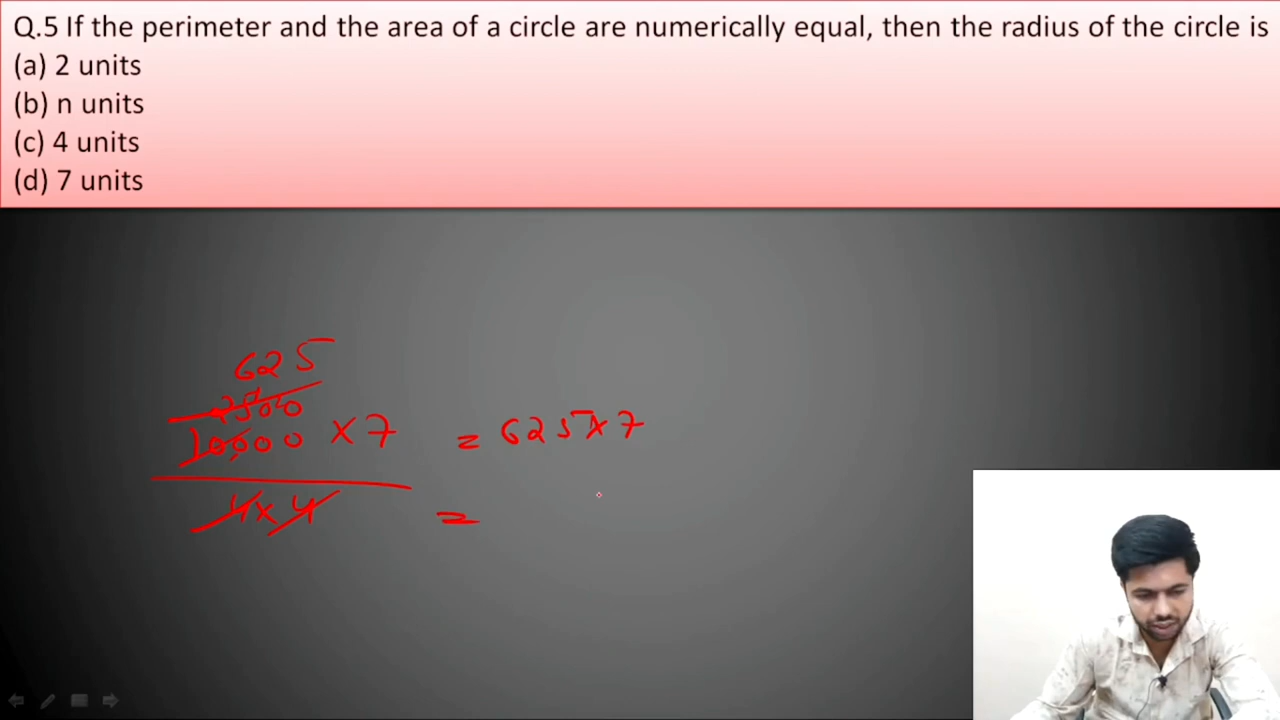 Q.5 If the perimeter and the area of a circle are numerically equal, then the radius of the circle is
(a) 2 units
(b) n units
(c) 4 units
(d) 7 units
625
2500
10000 × 7 = 625×7
4×4 =